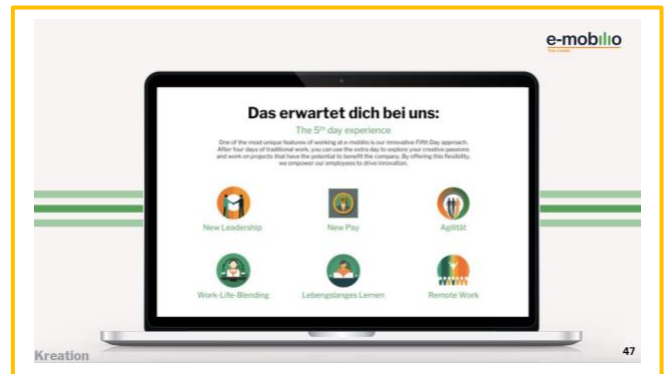 e-mobilio
Das erwartet dich bei uns:
The 5th day experience
One of the most unique features of working at e-mobilio is our innovative Fifth Day approach.
After four days of traditional work, you can use the extra day to explore your creative passions
and work on projects that have the potential to benefit the company. By offering this flexibility,
we empower our employees to drive innovation.
New Leadership
New Pay
Agilität
Work-Life-Blending
Lebengslanges Lernen
Remote Work
Kreation
47